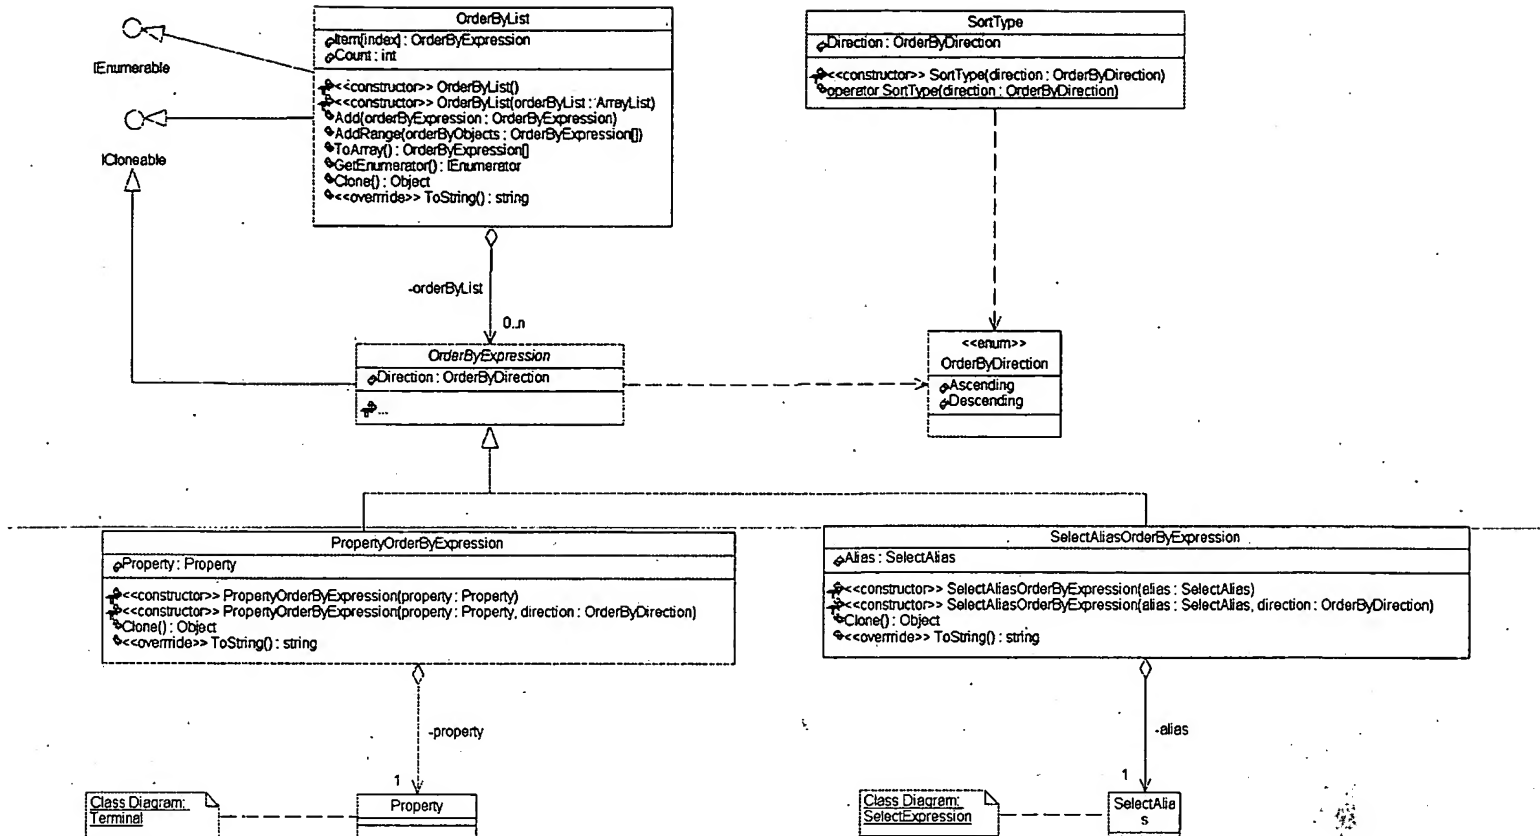 OrderByList
Item[index] : OrderByExpression
Count : int
<<constructor>> OrderByList()
<<constructor>> OrderByList(orderByList : ArrayList)
Add(orderByExpression : OrderByExpression)
AddRange(orderByObjects : OrderByExpression[])
ToArray() : OrderByExpression[]
GetEnumerator() : IEnumerator
Clone() : Object
<<override>> ToString() : string
IEnumerable
ICloneable
SortType
Direction : OrderByDirection
<<constructor>> SortType(direction : OrderByDirection)
operator SortType(direction : OrderByDirection)
-orderByList
0..n
OrderByExpression
Direction : OrderByDirection
...
<<enum>>
OrderByDirection
Ascending
Descending
PropertyOrderByExpression
Property : Property
<<constructor>> PropertyOrderByExpression(property : Property)
<<constructor>> PropertyOrderByExpression(property : Property, direction : OrderByDirection)
Clone() : Object
<<override>> ToString() : string
SelectAliasOrderByExpression
Alias : SelectAlias
<<constructor>> SelectAliasOrderByExpression(alias : SelectAlias)
<<constructor>> SelectAliasOrderByExpression(alias : SelectAlias, direction : OrderByDirection)
Clone() : Object
<<override>> ToString() : string
-property
1
-alias
1
Class Diagram:
Terminal
Property
Class Diagram:
SelectExpression
SelectAlia
s